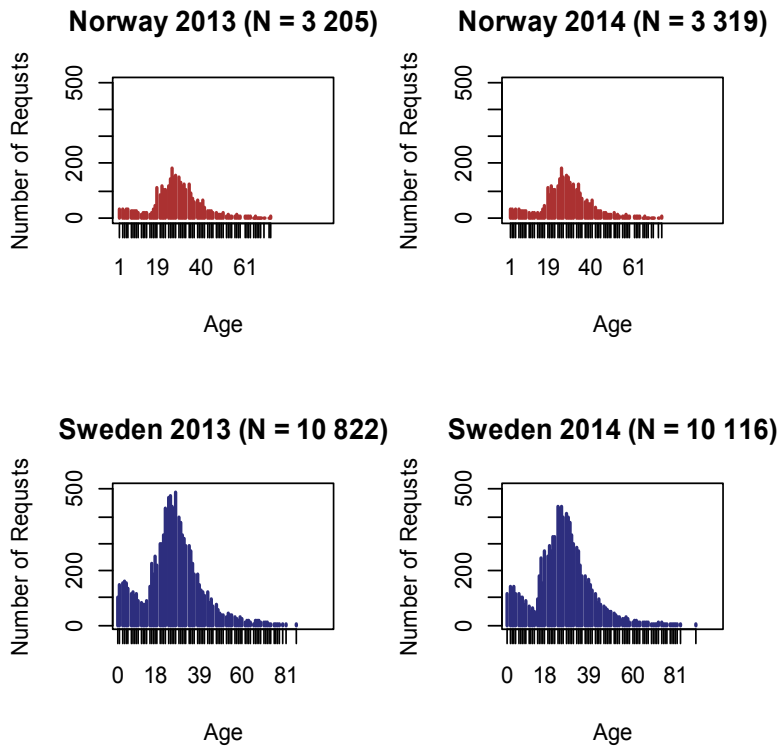 Norway 2013 (N = 3 205)
Number of Requsts
500
200
0
1 19 40 61
Age
Norway 2014 (N = 3 319)
Number of Requsts
500
200
0
1 19 40 61
Age
Sweden 2013 (N = 10 822)
Number of Requsts
500
200
0
0 18 39 60 81
Age
Sweden 2014 (N = 10 116)
Number of Requsts
500
200
0
0 18 39 60 81
Age